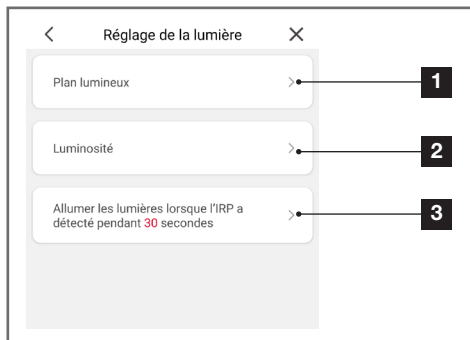 Réglage de la lumière
Plan lumineux
1
Luminosité
2
Allumer les lumières lorsque l'IRP a
détecté pendant 30 secondes
3